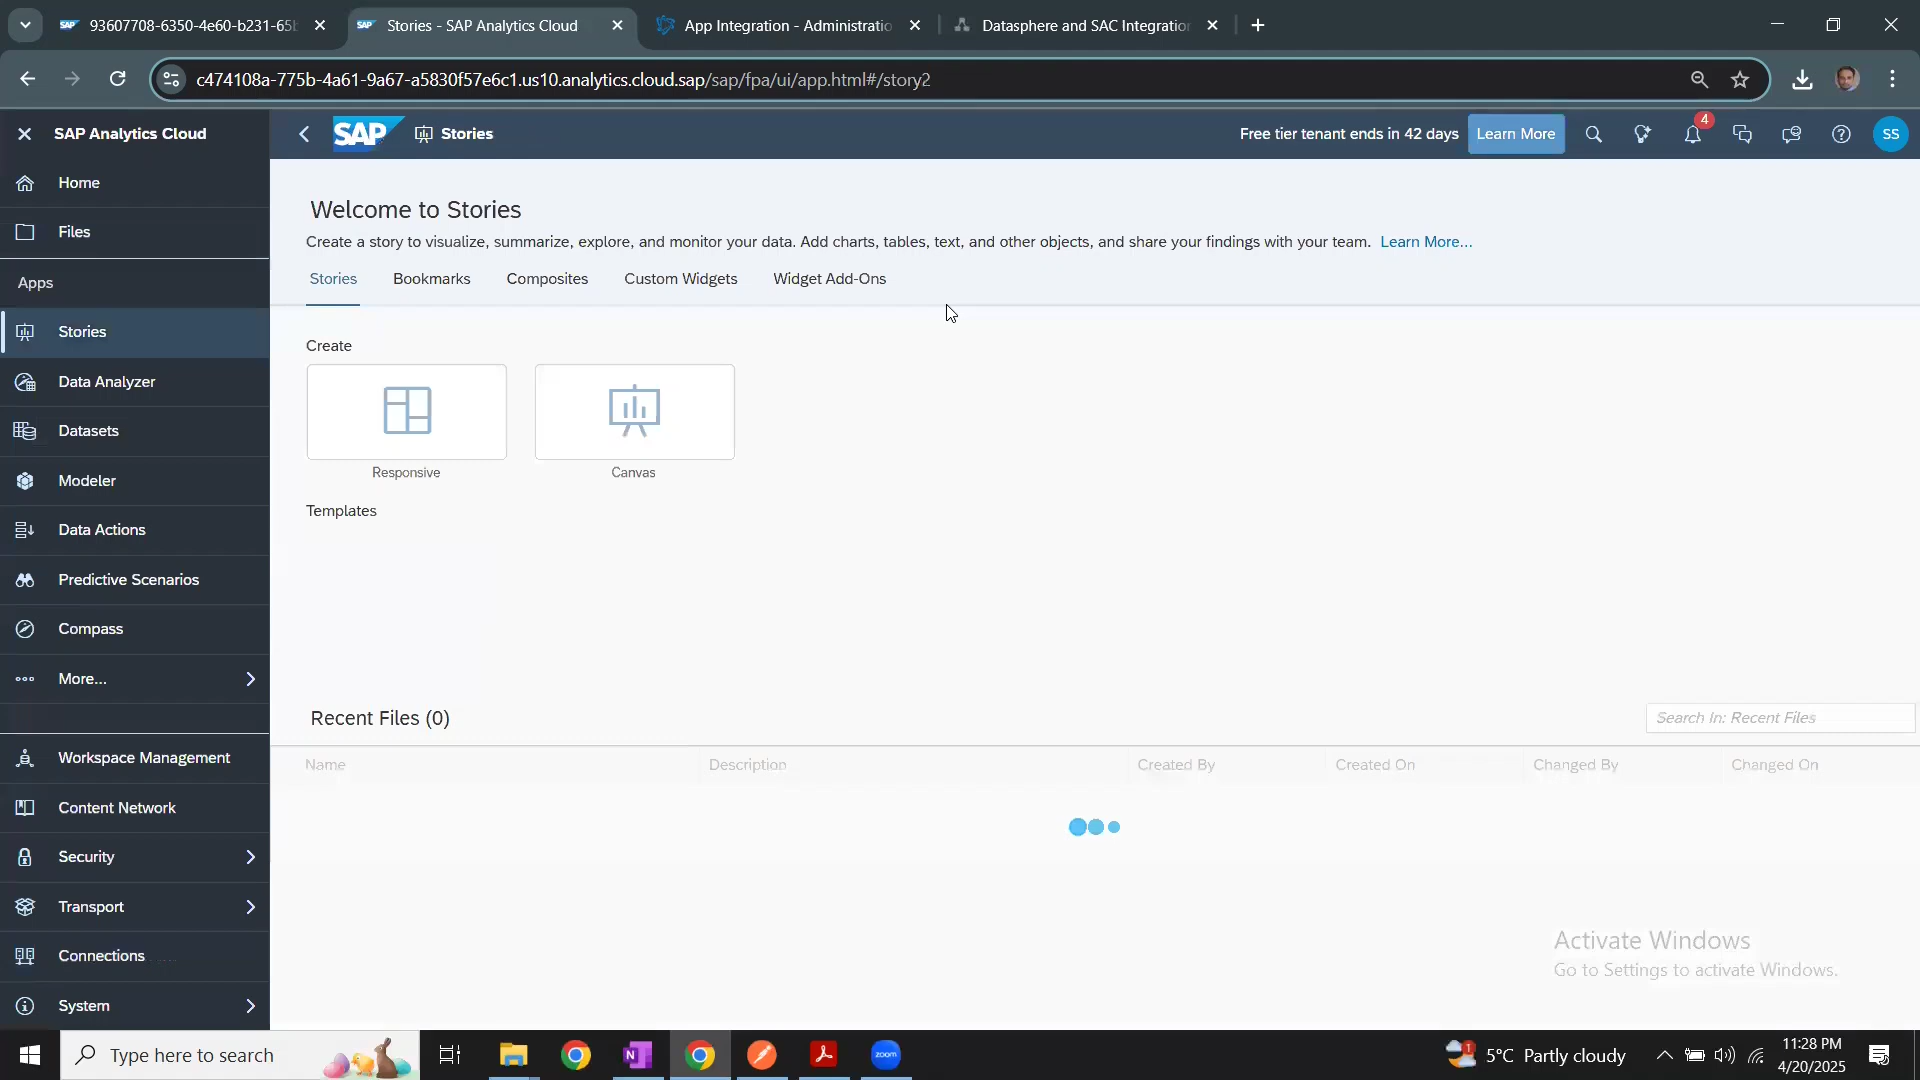 93607708-6350-4e60-b231-65b
Stories - SAP Analytics Cloud
App Integration - Administratio
Datasphere and SAC Integration
c474108a-775b-4a61-9a67-a5830f57e6c1.us10.analytics.cloud.sap/sap/fpa/ui/app.html#/story2
SAP Analytics Cloud
SAP
Stories
Free tier tenant ends in 42 days
Learn More
4
SS
Home
Files
Apps
Stories
Data Analyzer
Datasets
Modeler
Data Actions
Predictive Scenarios
Compass
More...
Workspace Management
Content Network
Security
Transport
Connections
System
Welcome to Stories
Create a story to visualize, summarize, explore, and monitor your data. Add charts, tables, text, and other objects, and share your findings with your team. Learn More...
Stories
Bookmarks
Composites
Custom Widgets
Widget Add-Ons
Create
Responsive
Canvas
Templates
Recent Files (0)
Search In: Recent Files
Name
Description
Created By
Created On
Changed By
Changed On
Activate Windows
Go to Settings to activate Windows.
Type here to search
zoom
1
5°C Partly cloudy
11:28 PM
4/20/2025